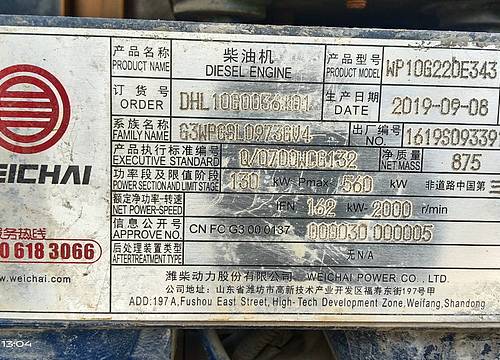 WEICHAI
服务热线
0 618 3066
www.weichai.com
产品名称 柴油机 产品型号 WP10G220E343
PRODUCT NAME DIESEL ENGINE PRODUCT MODEL
订货号 DHL10G0036 生产日期 2019-09-08
ORDER DATE
系族名称 出厂编号 1619S09339
FAMILY NAME NO.
产品执行标准编号 净质量 875
EXECUTIVE STANDARD NET MASS
功率段及限值阶段 130 kW≤Pmax≤560 非道路中国第三
POWER SECTION AND LIMIT STAGE kW
额定净功率-转速 162 kW- 2000 r/min
NET POWER-SPEED
信息公开号 CN FC G3 00 0137 000030 000005
APPROVE NO.
后处理装置类型 无N/A
AFTERTREATMENT TYPE
潍柴动力股份有限公司 WEICHAI POWER CO., LTD.
公司地址: 山东省潍坊市高新技术产业开发区福寿东街197号甲
ADD: 197 A, Fushou East Street, High-Tech Development Zone, Weifang, Shandong
13:04